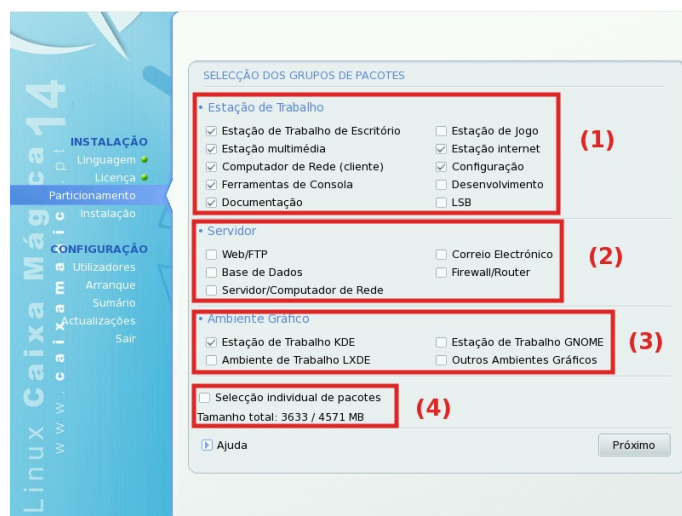 Linux Caixa Mágica 14
www.caixamagica.pt
INSTALAÇÃO
Linguagem
Licença
Particionamento
Instalação
CONFIGURAÇÃO
Utilizadores
Arranque
Sumário
Actualizações
Sair
SELECÇÃO DOS GRUPOS DE PACOTES
• Estação de Trabalho
Estação de Trabalho de Escritório Estação de Jogo
Estação multimédia Estação internet
Computador de Rede (cliente) Configuração
Ferramentas de Consola Desenvolvimento
Documentação LSB
(1)
• Servidor
Web/FTP Correio Electrónico
Base de Dados Firewall/Router
Servidor/Computador de Rede
(2)
• Ambiente Gráfico
Estação de Trabalho KDE Estação de Trabalho GNOME
Ambiente de Trabalho LXDE Outros Ambientes Gráficos
(3)
Selecção individual de pacotes
Tamanho total: 3633 / 4571 MB
(4)
Ajuda
Próximo